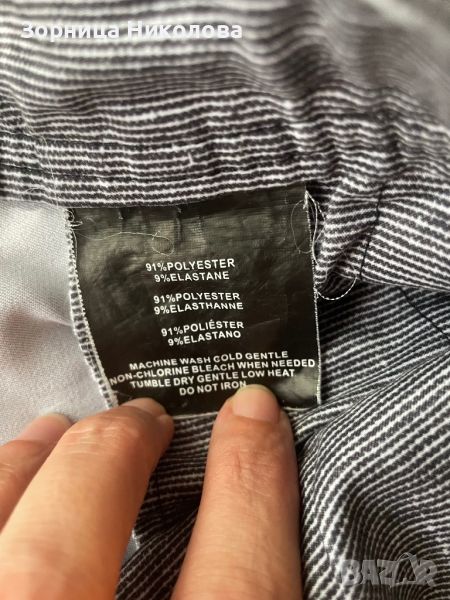 Зорница Николова
91%POLYESTER
9%ELASTANE
91%POLYESTER
9%ELASTHANNE
91%POLIÉSTER
9%ELASTANO
MACHINE WASH COLD GENTLE
NON-CHLORINE BLEACH WHEN NEEDED
TUMBLE DRY GENTLE LOW HEAT
DO NOT IRON
BAZAR